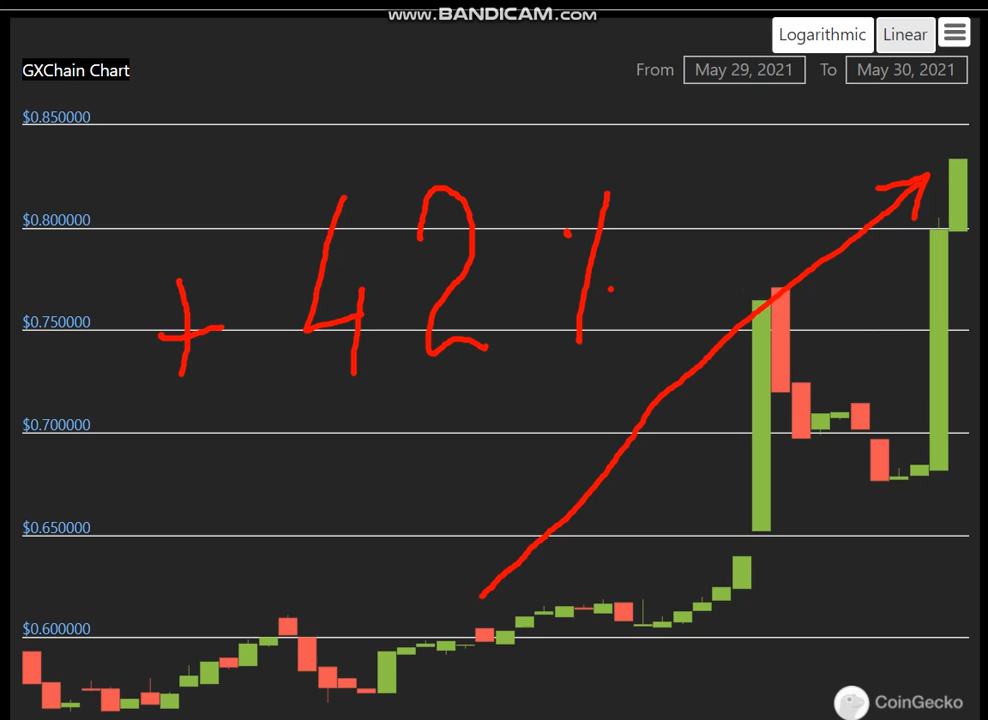 www.BANDICAM.com
Logarithmic Linear
GXChain Chart
From May 29, 2021 To May 30, 2021
$0.850000
$0.800000
+42%
$0.750000
$0.700000
$0.650000
$0.600000
CoinGecko